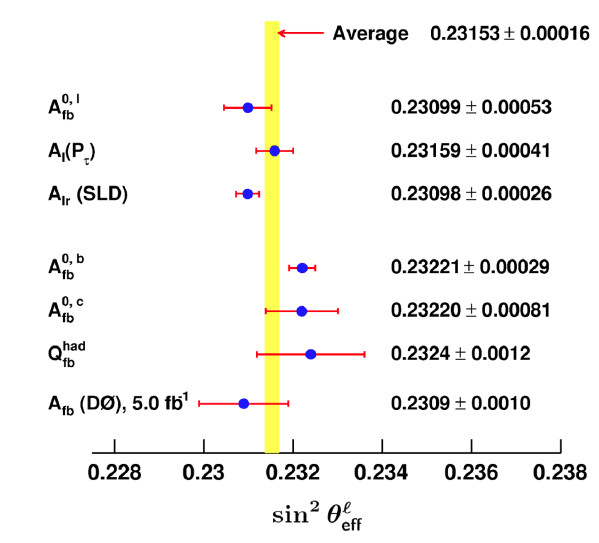 Average 0.23153 ± 0.00016
A_fb^0, l 0.23099 ± 0.00053
A_l(P_τ) 0.23159 ± 0.00041
A_lr (SLD) 0.23098 ± 0.00026
A_fb^0, b 0.23221 ± 0.00029
A_fb^0, c 0.23220 ± 0.00081
Q_fb^had 0.2324 ± 0.0012
A_fb (DØ), 5.0 fb^-1 0.2309 ± 0.0010
0.228 0.23 0.232 0.234 0.236 0.238
sin² θ_eff^ℓ